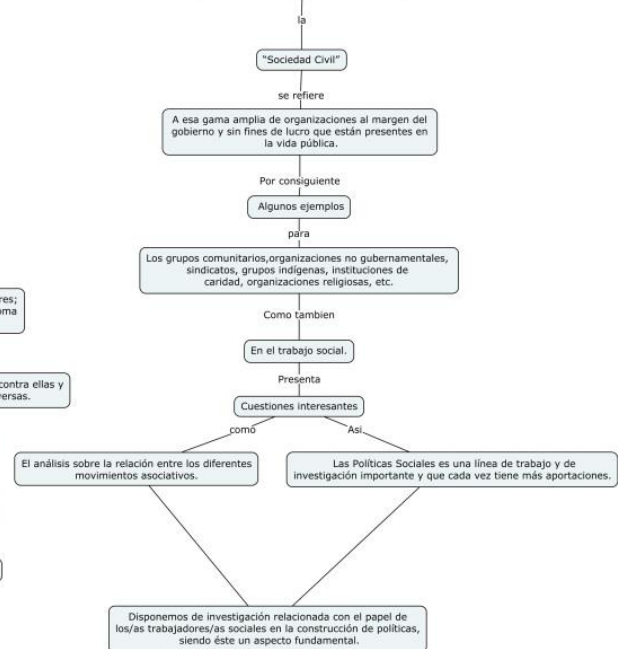 la
"Sociedad Civil"
se refiere
A esa gama amplia de organizaciones al margen del
gobierno y sin fines de lucro que están presentes en
la vida pública.
Por consiguiente
Algunos ejemplos
para
Los grupos comunitarios,organizaciones no gubernamentales,
sindicatos, grupos indígenas, instituciones de
caridad, organizaciones religiosas, etc.
res;
oma
Como tambien
En el trabajo social.
contra ellas y
versas.
Presenta
Cuestiones interesantes
como
Asi
El análisis sobre la relación entre los diferentes
movimientos asociativos.
Las Políticas Sociales es una línea de trabajo y de
investigación importante y que cada vez tiene más aportaciones.
Disponemos de investigación relacionada con el papel de
los/as trabajadores/as sociales en la construcción de políticas,
siendo éste un aspecto fundamental.